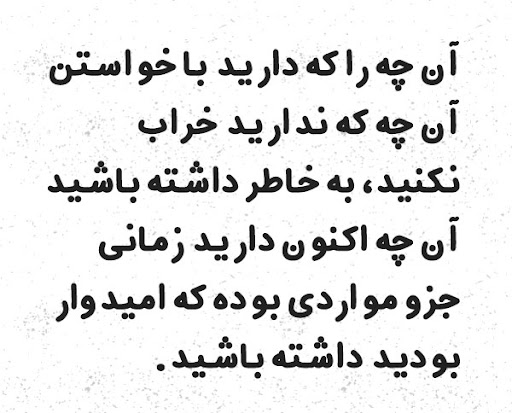 آن چه را که دارید با خواستن
آن چه که ندارید خراب
نکنید، به خاطر داشته باشید
آن چه اکنون دارید زمانی
جزو مواردی بوده که امیدوار
بودید داشته باشید.